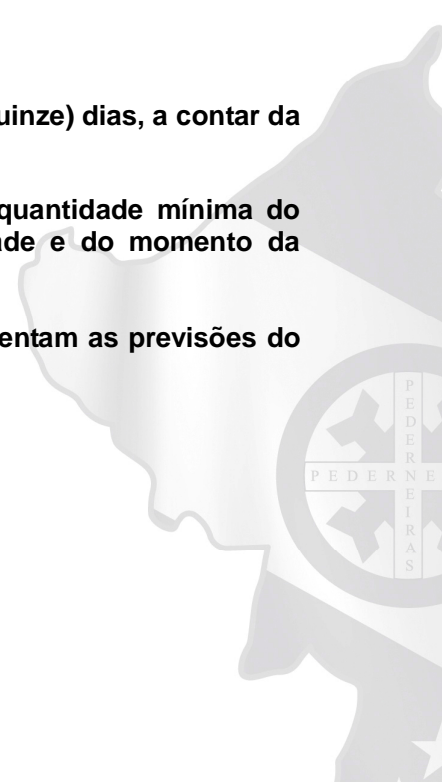 uinze) dias, a contar da
quantidade mínima do
ade e do momento da
entam as previsões do
PEDERNEIRAS
PEDERNE